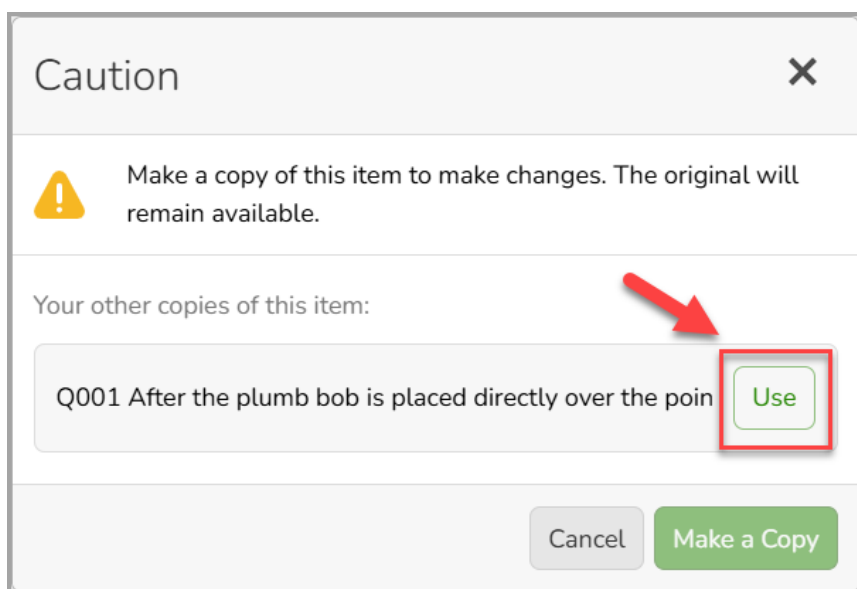 Caution
Make a copy of this item to make changes. The original will
remain available.
Your other copies of this item:
Q001 After the plumb bob is placed directly over the poin
Use
Cancel
Make a Copy